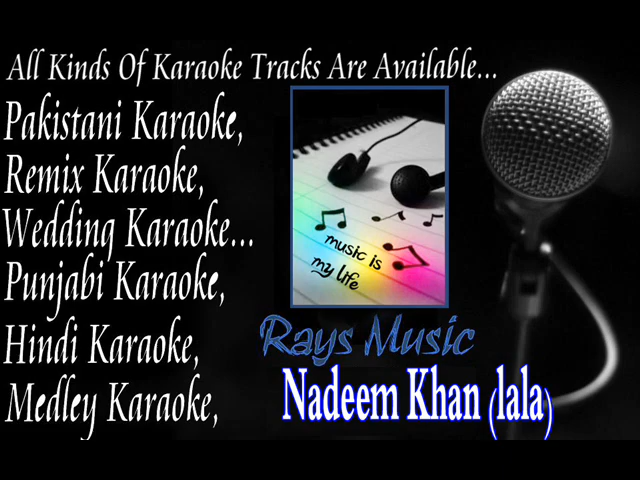 All Kinds Of Karaoke Tracks Are Available...
Pakistani Karaoke,
Remix Karaoke,
Wedding Karaoke...
Punjabi Karaoke,
Hindi Karaoke,
Medley Karaoke,
music is
my life
Rays Music
Nadeem Khan (lala)